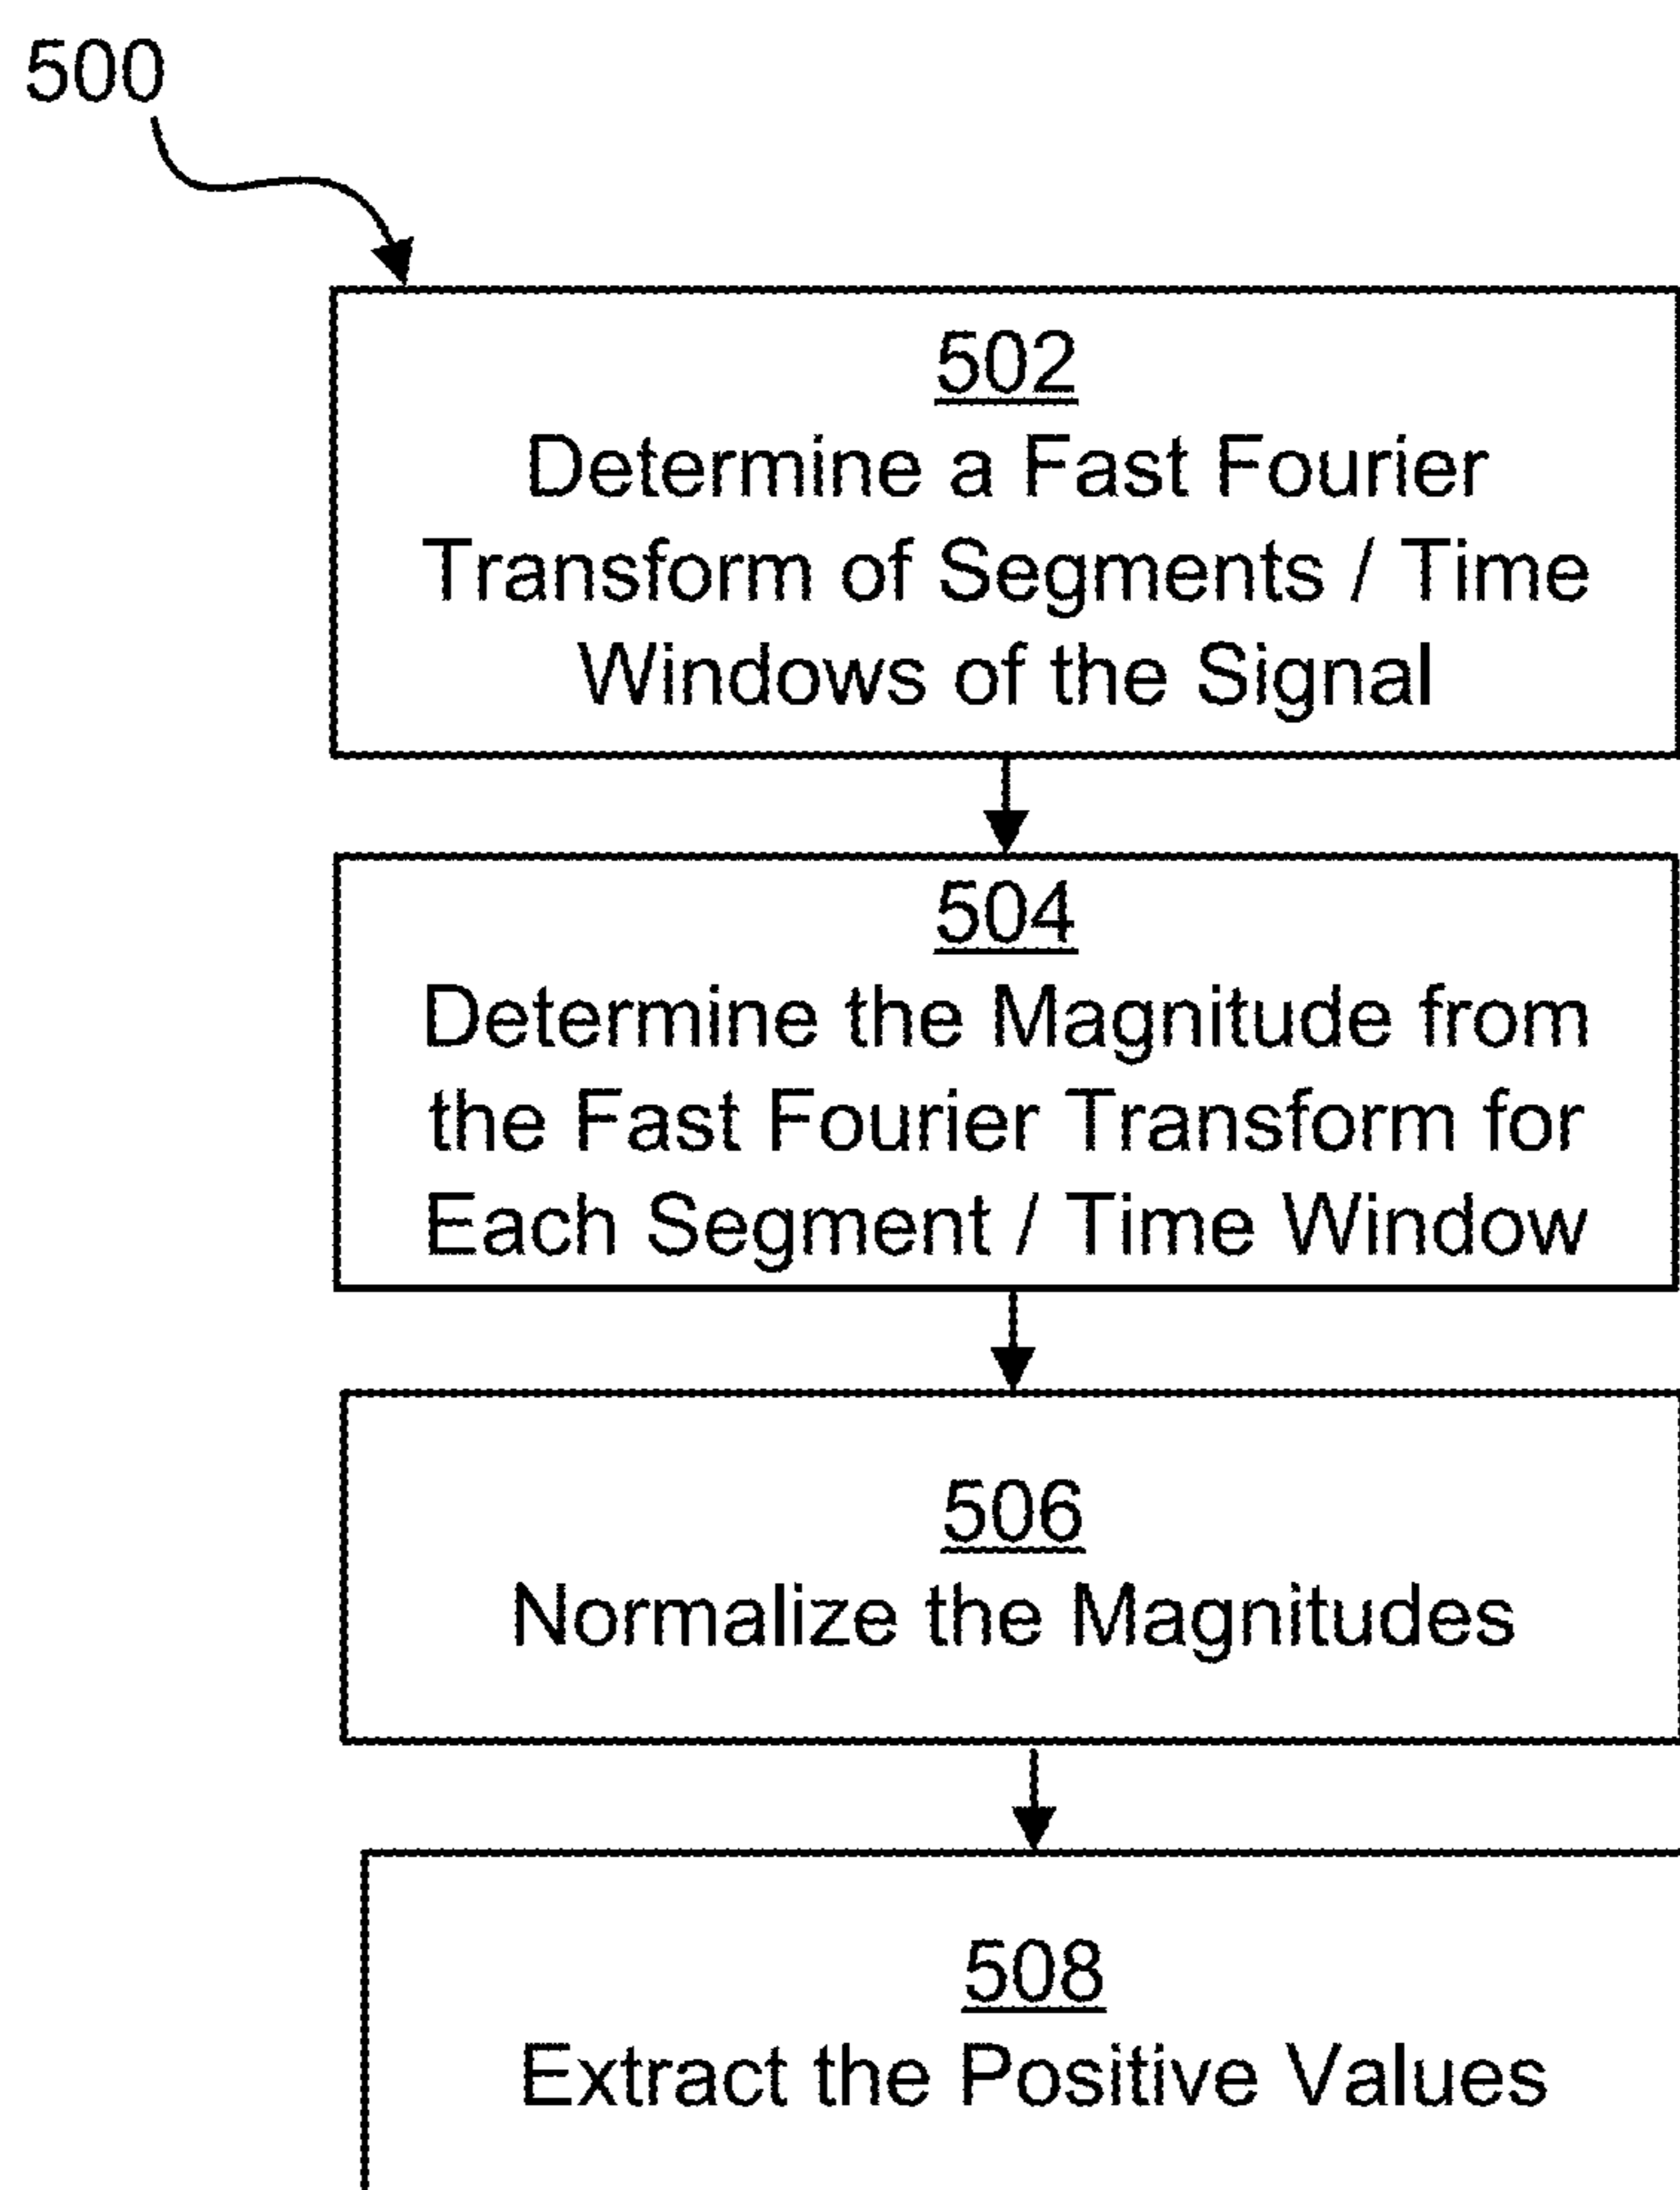 500
502
Determine a Fast Fourier
Transform of Segments / Time
Windows of the Signal
504
Determine the Magnitude from
the Fast Fourier Transform for
Each Segment / Time Window
506
Normalize the Magnitudes
508
Extract the Positive Values